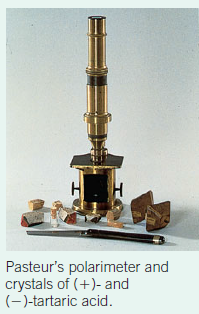 Pasteur’s polarimeter and
crystals of (+)- and
(−)-tartaric acid.